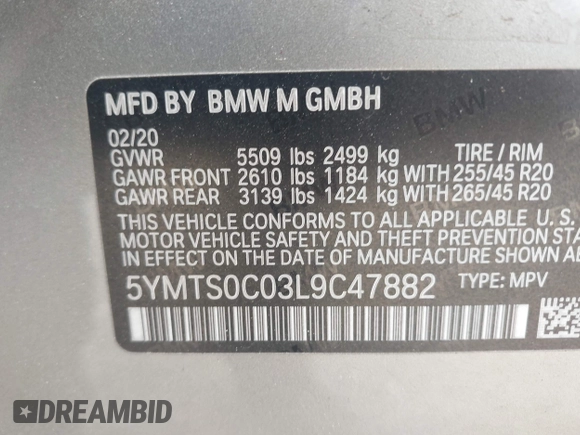 MFD BY BMW M GMBH
02/20
GVWR 5509 lbs 2499 kg TIRE / RIM
GAWR FRONT 2610 lbs 1184 kg WITH 255/45 R20
GAWR REAR 3139 lbs 1424 kg WITH 265/45 R20
THIS VEHICLE CONFORMS TO ALL APPLICABLE U. S.
MOTOR VEHICLE SAFETY AND THEFT PREVENTION STA
IN EFFECT ON THE DATE OF MANUFACTURE SHOWN ABO
5YMTS0C03L9C47882 TYPE: MPV
DREAMBID